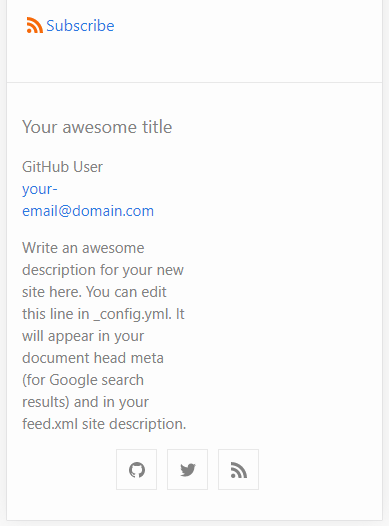 Subscribe
Your awesome title
GitHub User
your-
email@domain.com
Write an awesome
description for your new
site here. You can edit
this line in _config.yml. It
will appear in your
document head meta
(for Google search
results) and in your
feed.xml site description.